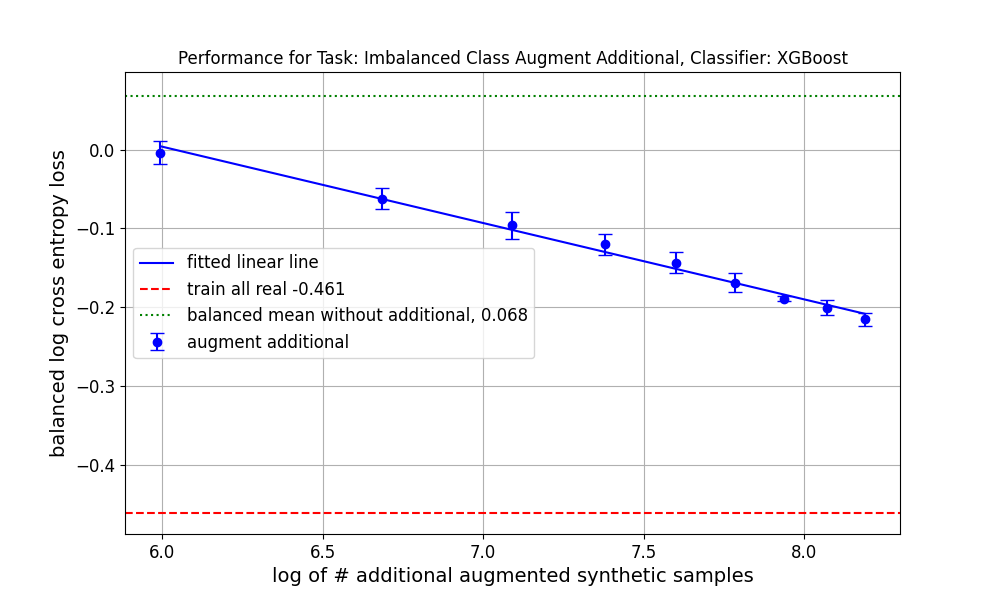 Performance for Task: Imbalanced Class Augment Additional, Classifier: XGBoost
balanced log cross entropy loss
0.0
−0.1
−0.2
−0.3
−0.4
fitted linear line
train all real -0.461
balanced mean without additional, 0.068
augment additional
6.0
6.5
7.0
7.5
8.0
log of # additional augmented synthetic samples